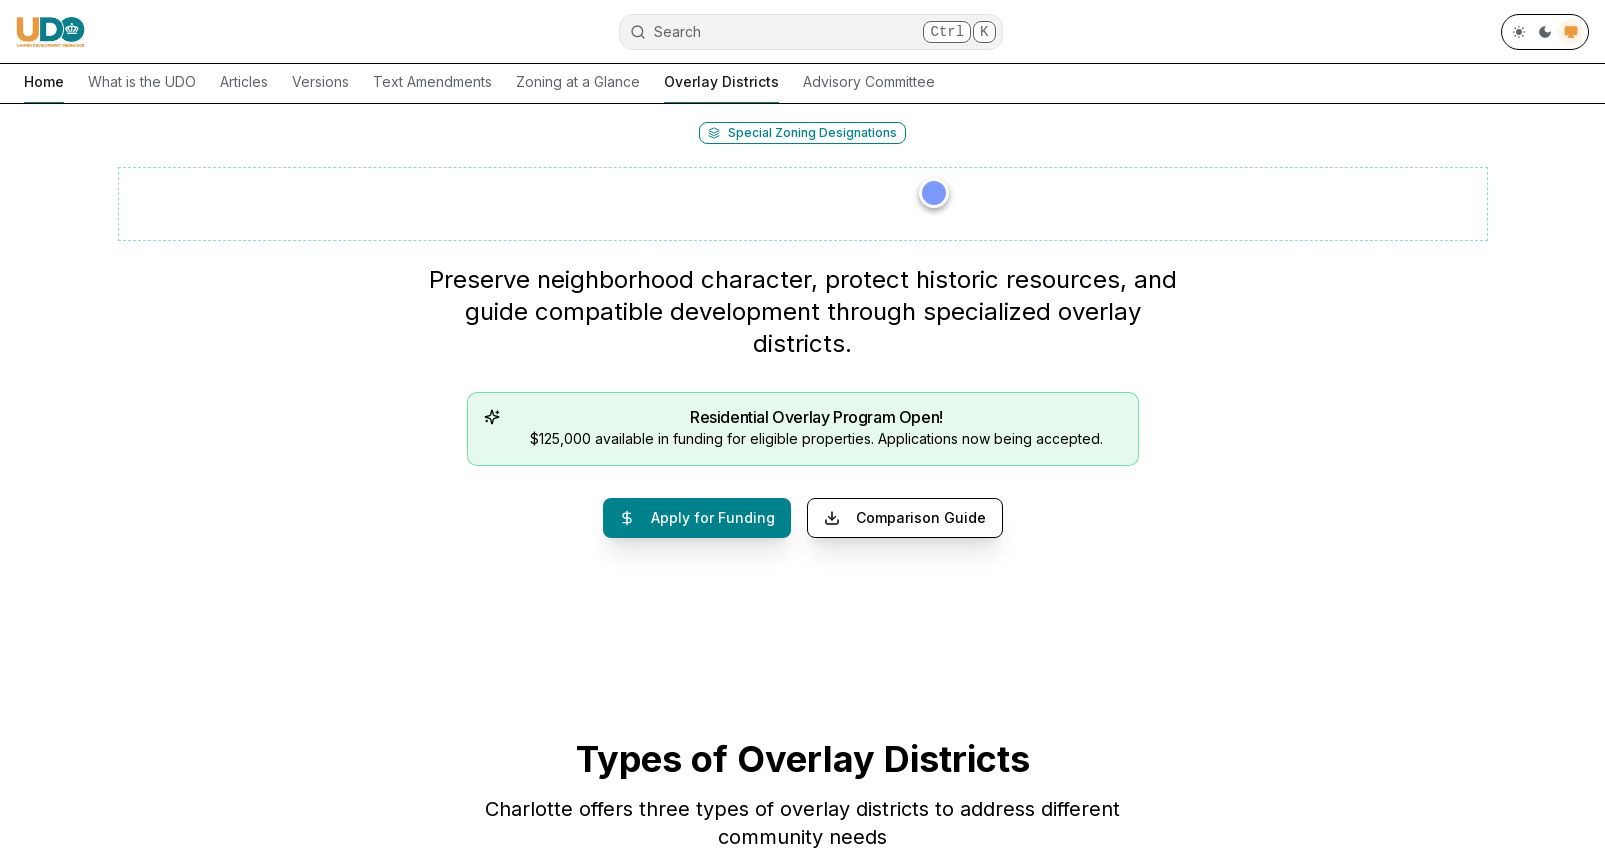 UDO
UNIFIED DEVELOPMENT ORDINANCE
Search
Ctrl K
Home
What is the UDO
Articles
Versions
Text Amendments
Zoning at a Glance
Overlay Districts
Advisory Committee
Special Zoning Designations
Preserve neighborhood character, protect historic resources, and
guide compatible development through specialized overlay
districts.
Residential Overlay Program Open!
$125,000 available in funding for eligible properties. Applications now being accepted.
Apply for Funding
Comparison Guide
Types of Overlay Districts
Charlotte offers three types of overlay districts to address different
community needs